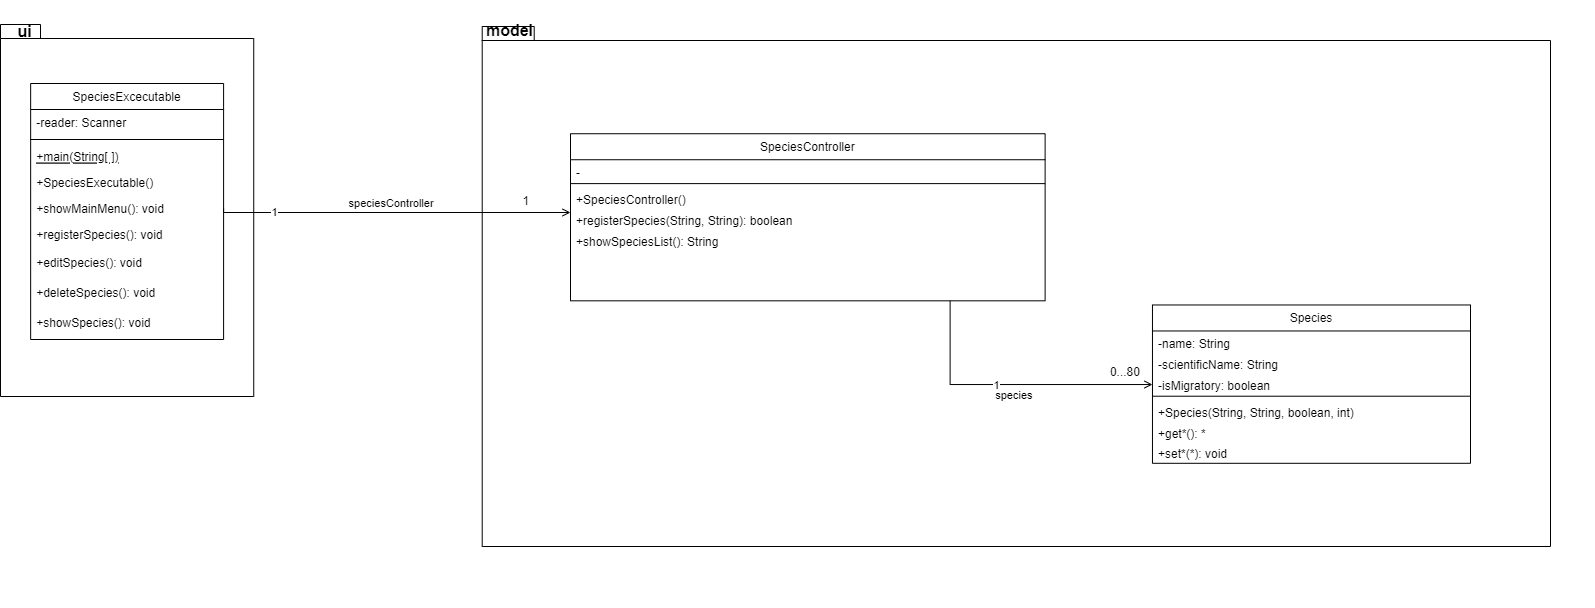 ui
SpeciesExcecutable
-reader: Scanner
+main(String[ ])
+SpeciesExecutable()
+showMainMenu(): void
+registerSpecies(): void
+editSpecies(): void
+deleteSpecies(): void
+showSpecies(): void
1
speciesController
1
model
SpeciesController
-
+SpeciesController()
+registerSpecies(String, String): boolean
+showSpeciesList(): String
1
species
0...80
Species
-name: String
-scientificName: String
-isMigratory: boolean
+Species(String, String, boolean, int)
+get*(): *
+set*(*): void